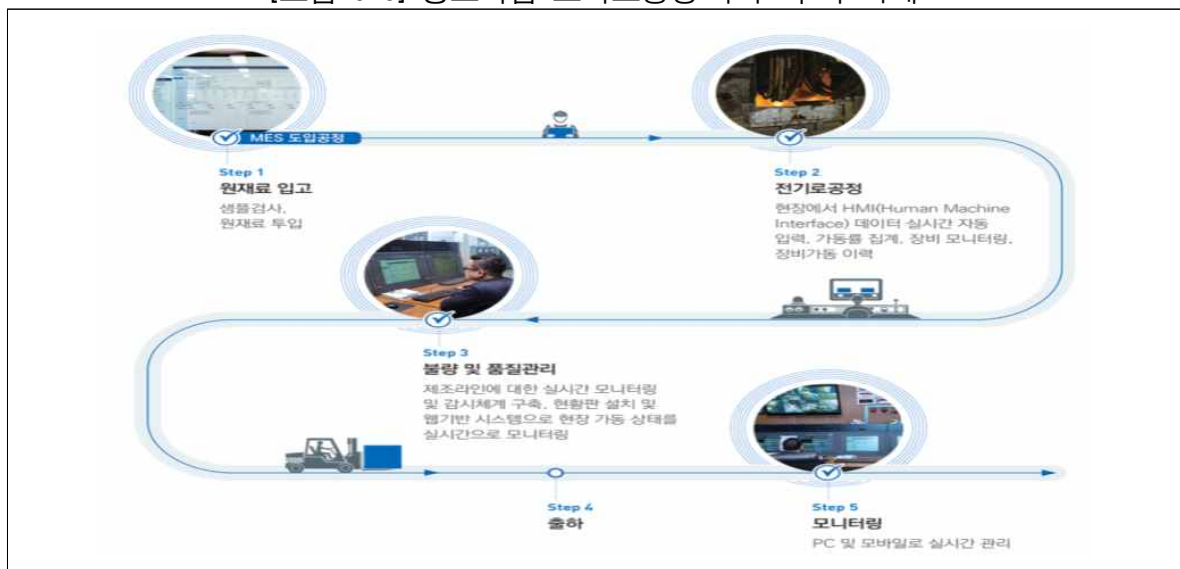 MES 도입공정
Step 1
원재료 입고
샘플검사,
원재료 투입
Step 2
전기로공정
현장에서 HMI(Human Machine
Interface) 데이터 실시간 자동
입력, 가동률 집계, 장비 모니터링,
장비가동 이력
Step 3
불량 및 품질관리
제조라인에 대한 실시간 모니터링
및 감시체계 구축, 현황판 설치 및
웹기반 시스템으로 현장 가동 상태를
실시간으로 모니터링
Step 4
출하
Step 5
모니터링
PC 및 모바일로 실시간 관리